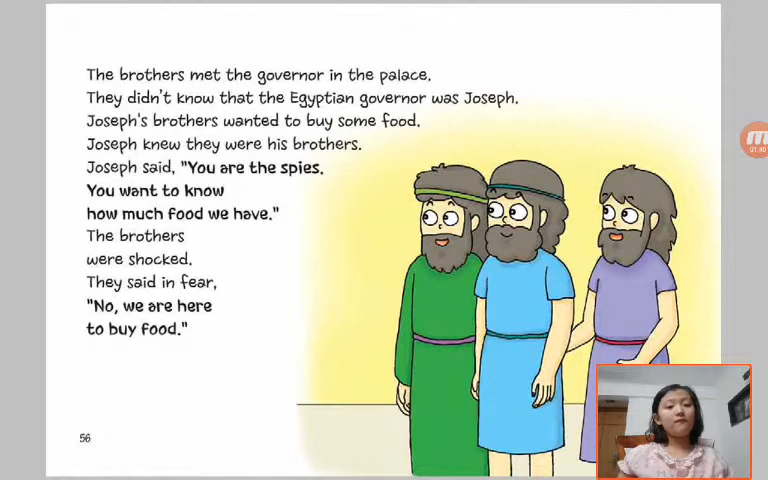 The brothers met the governor in the palace.
They didn't know that the Egyptian governor was Joseph.
Joseph's brothers wanted to buy some food.
Joseph knew they were his brothers.
Joseph said, "You are the spies.
You want to know
how much food we have."
The brothers
were shocked.
They said in fear,
"No, we are here
to buy food."
56
01:40